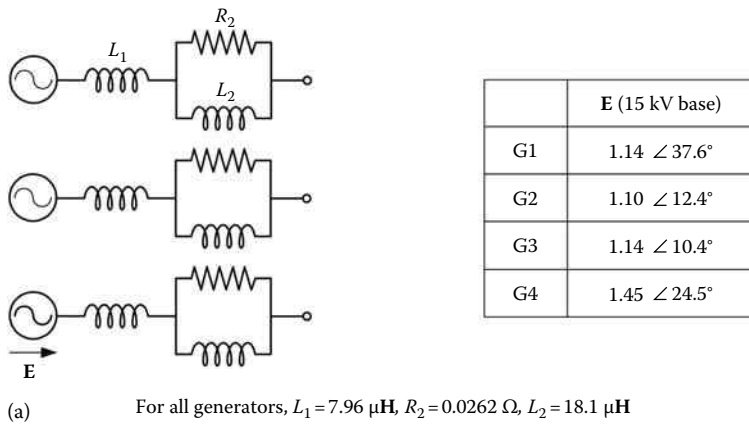 R2
L1
L2
E
E (15 kV base)
G1 1.14 ∠37.6°
G2 1.10 ∠12.4°
G3 1.14 ∠10.4°
G4 1.45 ∠24.5°
(a) For all generators, L1 = 7.96 μH, R2 = 0.0262 Ω, L2 = 18.1 μH